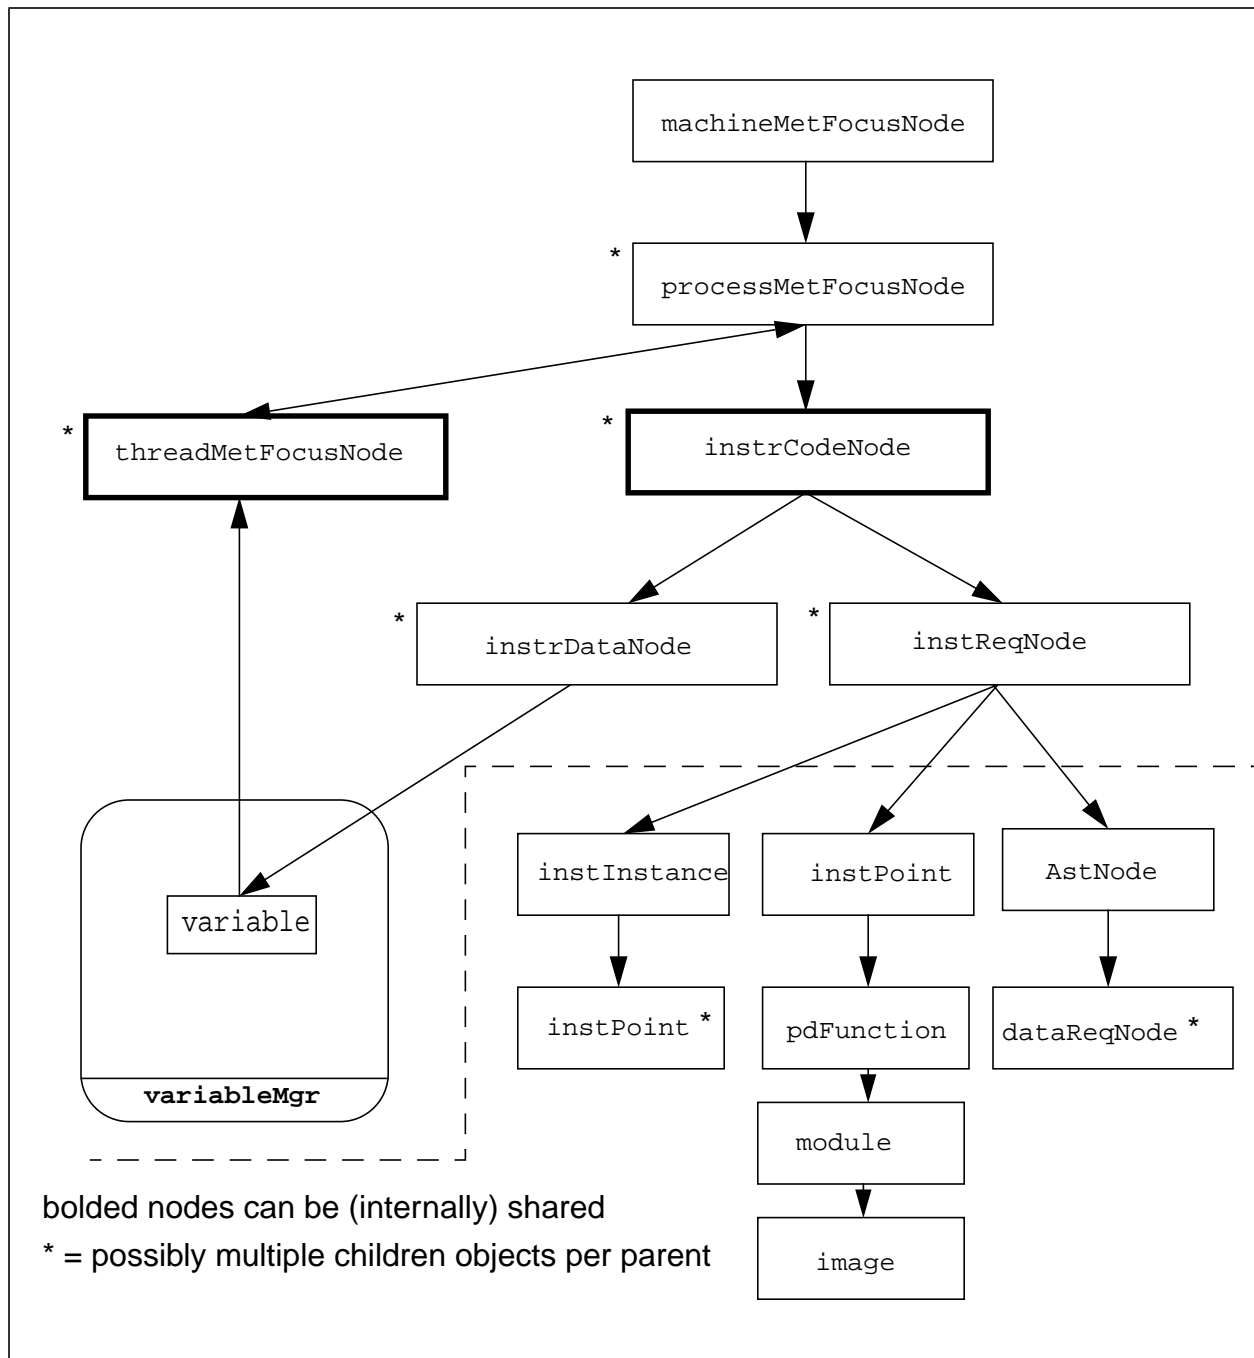 machineMetFocusNode
*
processMetFocusNode
*
threadMetFocusNode
*
instrCodeNode
*
instrDataNode
*
instReqNode
instInstance
instPoint
AstNode
variable
instPoint *
pdFunction
dataReqNode *
variableMgr
module
image
bolded nodes can be (internally) shared
* = possibly multiple children objects per parent